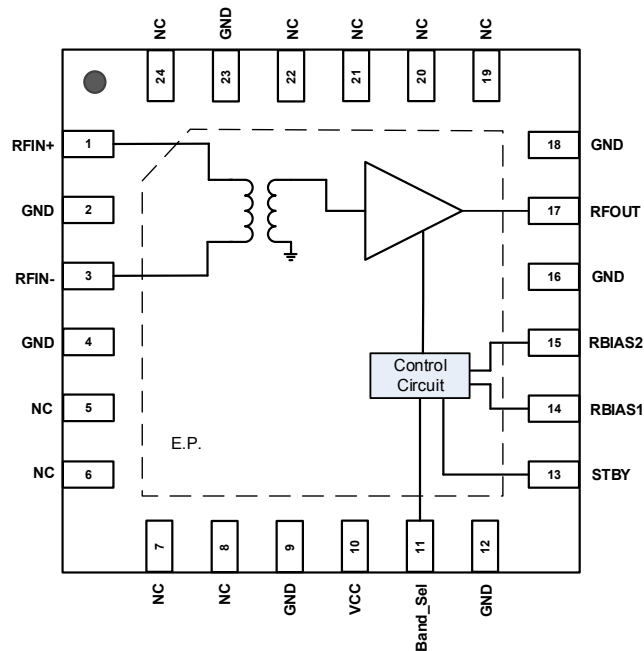 NC
GND
NC
NC
NC
NC
24
23
22
21
20
19
RFIN+
1
18
GND
GND
2
17
RFOUT
RFIN-
3
16
GND
GND
4
15
RBIAS2
Control
Circuit
NC
5
14
RBIAS1
E.P.
NC
6
13
STBY
7
8
9
10
11
12
NC
NC
GND
VCC
Band_Sel
GND